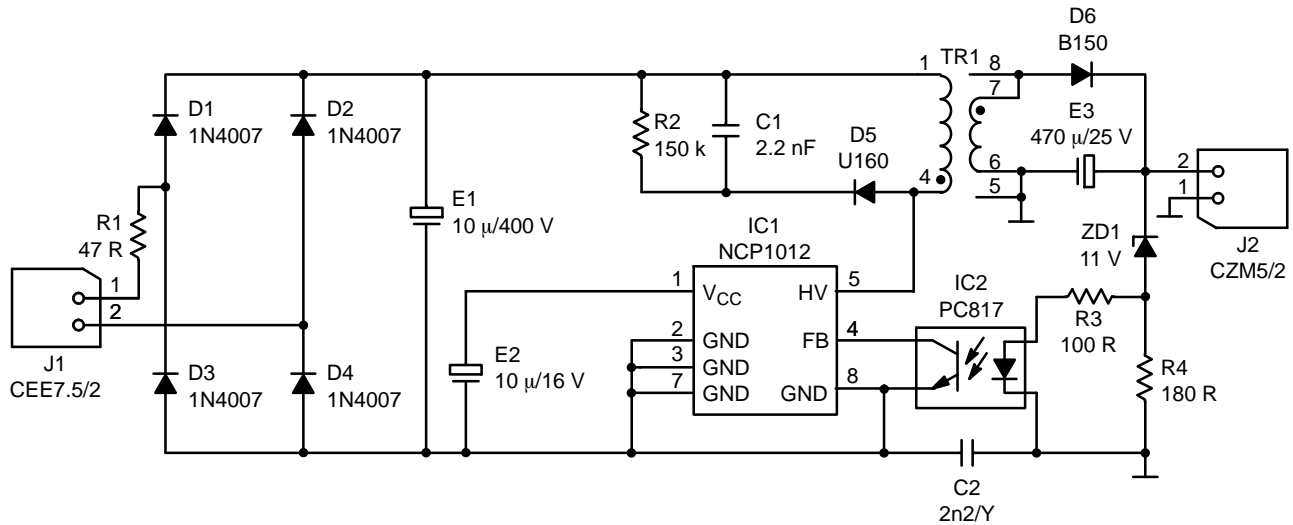 D6
B150
TR1
1
8
7
D1
1N4007
D2
1N4007
R2
150 k
C1
2.2 nF
D5
U160
E3
470 μ/25 V
4
6
5
2
1
J2
CZM5/2
R1
47 R
E1
10 μ/400 V
IC1
NCP1012
ZD1
11 V
1
2
J1
CEE7.5/2
1
VCC
HV
5
IC2
PC817
R3
100 R
2
GND
FB
4
3
GND
7
GND
GND
8
E2
10 μ/16 V
D3
1N4007
D4
1N4007
R4
180 R
C2
2n2/Y